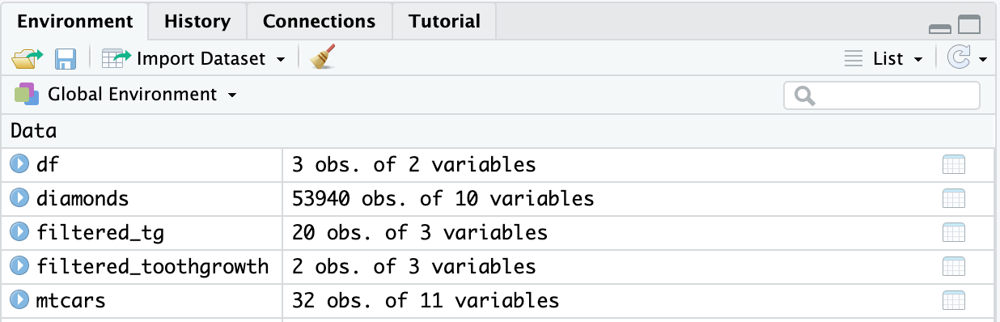 Environment History Connections Tutorial
Import Dataset List
Global Environment
Data
df 3 obs. of 2 variables
diamonds 53940 obs. of 10 variables
filtered_tg 20 obs. of 3 variables
filtered_toothgrowth 2 obs. of 3 variables
mtcars 32 obs. of 11 variables